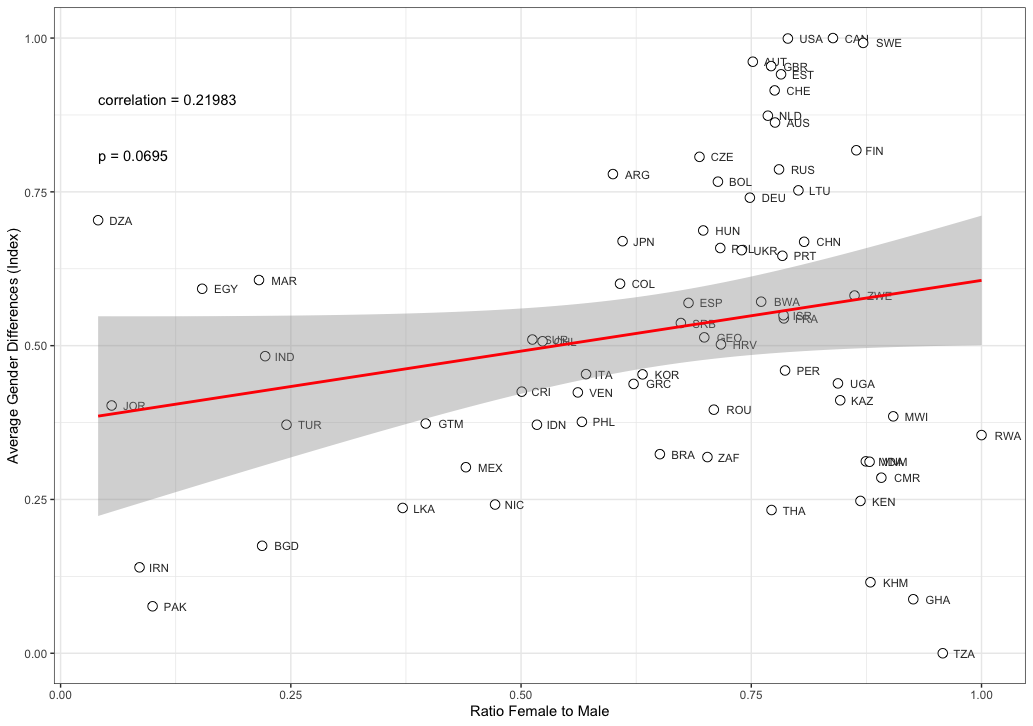 1.00
USA
CAN
SWE
AUT
GBR
EST
CHE
correlation = 0.21983
NLD
AUS
FIN
p = 0.0695
CZE
ARG
RUS
BOL
LTU
0.75
DEU
DZA
HUN
JPN
CHN
POL
UKR
PRT
MAR
COL
EGY
ZWE
ESP
BWA
ISR
FRA
SRB
GEO
SUR
CHL
HRV
0.50
IND
ITA
KOR
PER
GRC
UGA
CRI
VEN
KAZ
JOR
ROU
MWI
TUR
GTM
IDN
PHL
RWA
BRA
ZAF
MEX
VNM
CMR
0.25
KEN
NIC
LKA
THA
BGD
IRN
KHM
PAK
GHA
0.00
TZA
0.00 0.25 0.50 0.75 1.00
Ratio Female to Male
Average Gender Differences (Index)